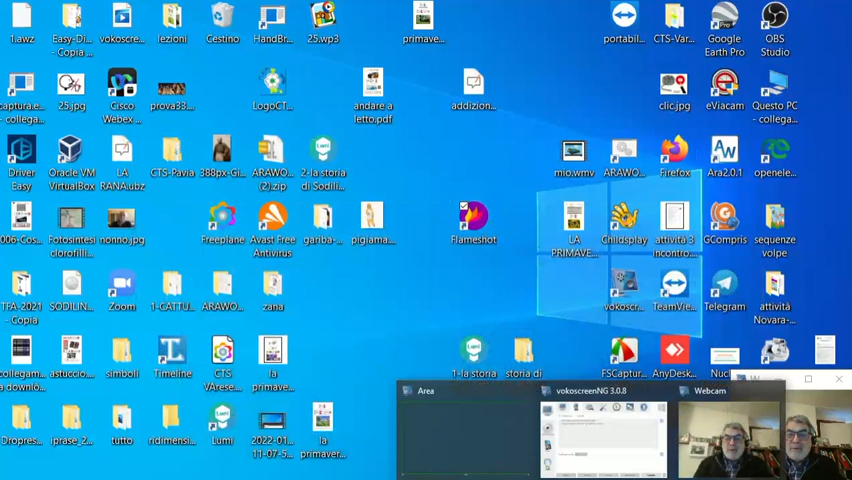 1.awz
Easy-Di... - Copia
vokoscre...
lezioni
Cestino
HandBr...
25.wp3
primave...
portabil...
CTS-Var...
Google Earth Pro
OBS Studio
captura.e... - collega...
25.jpg
Cisco Webex ...
prova33...
LogoCT...
andare a letto.pdf
addizion...
clic.jpg
eViacam
Questo PC - collega...
Driver Easy
Oracle VM VirtualBox
LA RANA.ubz
CTS-Pavia
388px-Gi...
ARAWO... (2).zip
2-la storia di Sodili...
mio.wmv
ARAWO...
Firefox
Ara2.0.1
openele...
006-Cos...
Fotosintesi clorofilli...
nonno.jpg
Freeplane
Avast Free Antivirus
gariba-...
pigiama...
Flameshot
LA PRIMAVE...
Childsplay
attività 3 incontro...
GCompris
sequenze volpe
TFA-2021 - Copia
SODILIN...
Zoom
1-CATTU...
ARAWO...
zana
vokoscr...
TeamVie...
Telegram
attività Novara-...
collegam...
astuccio....
simboli
Timeline
CTS VArese...
la primave...
1-la storia
storia di
FSCaptur...
AnyDesk...
Dropres...
iprase_2...
tutto
ridimensi...
Lumi
2022-01... 11-07-5...
la primaver...
Area
vokoscreenNG 3.0.8
Webcam